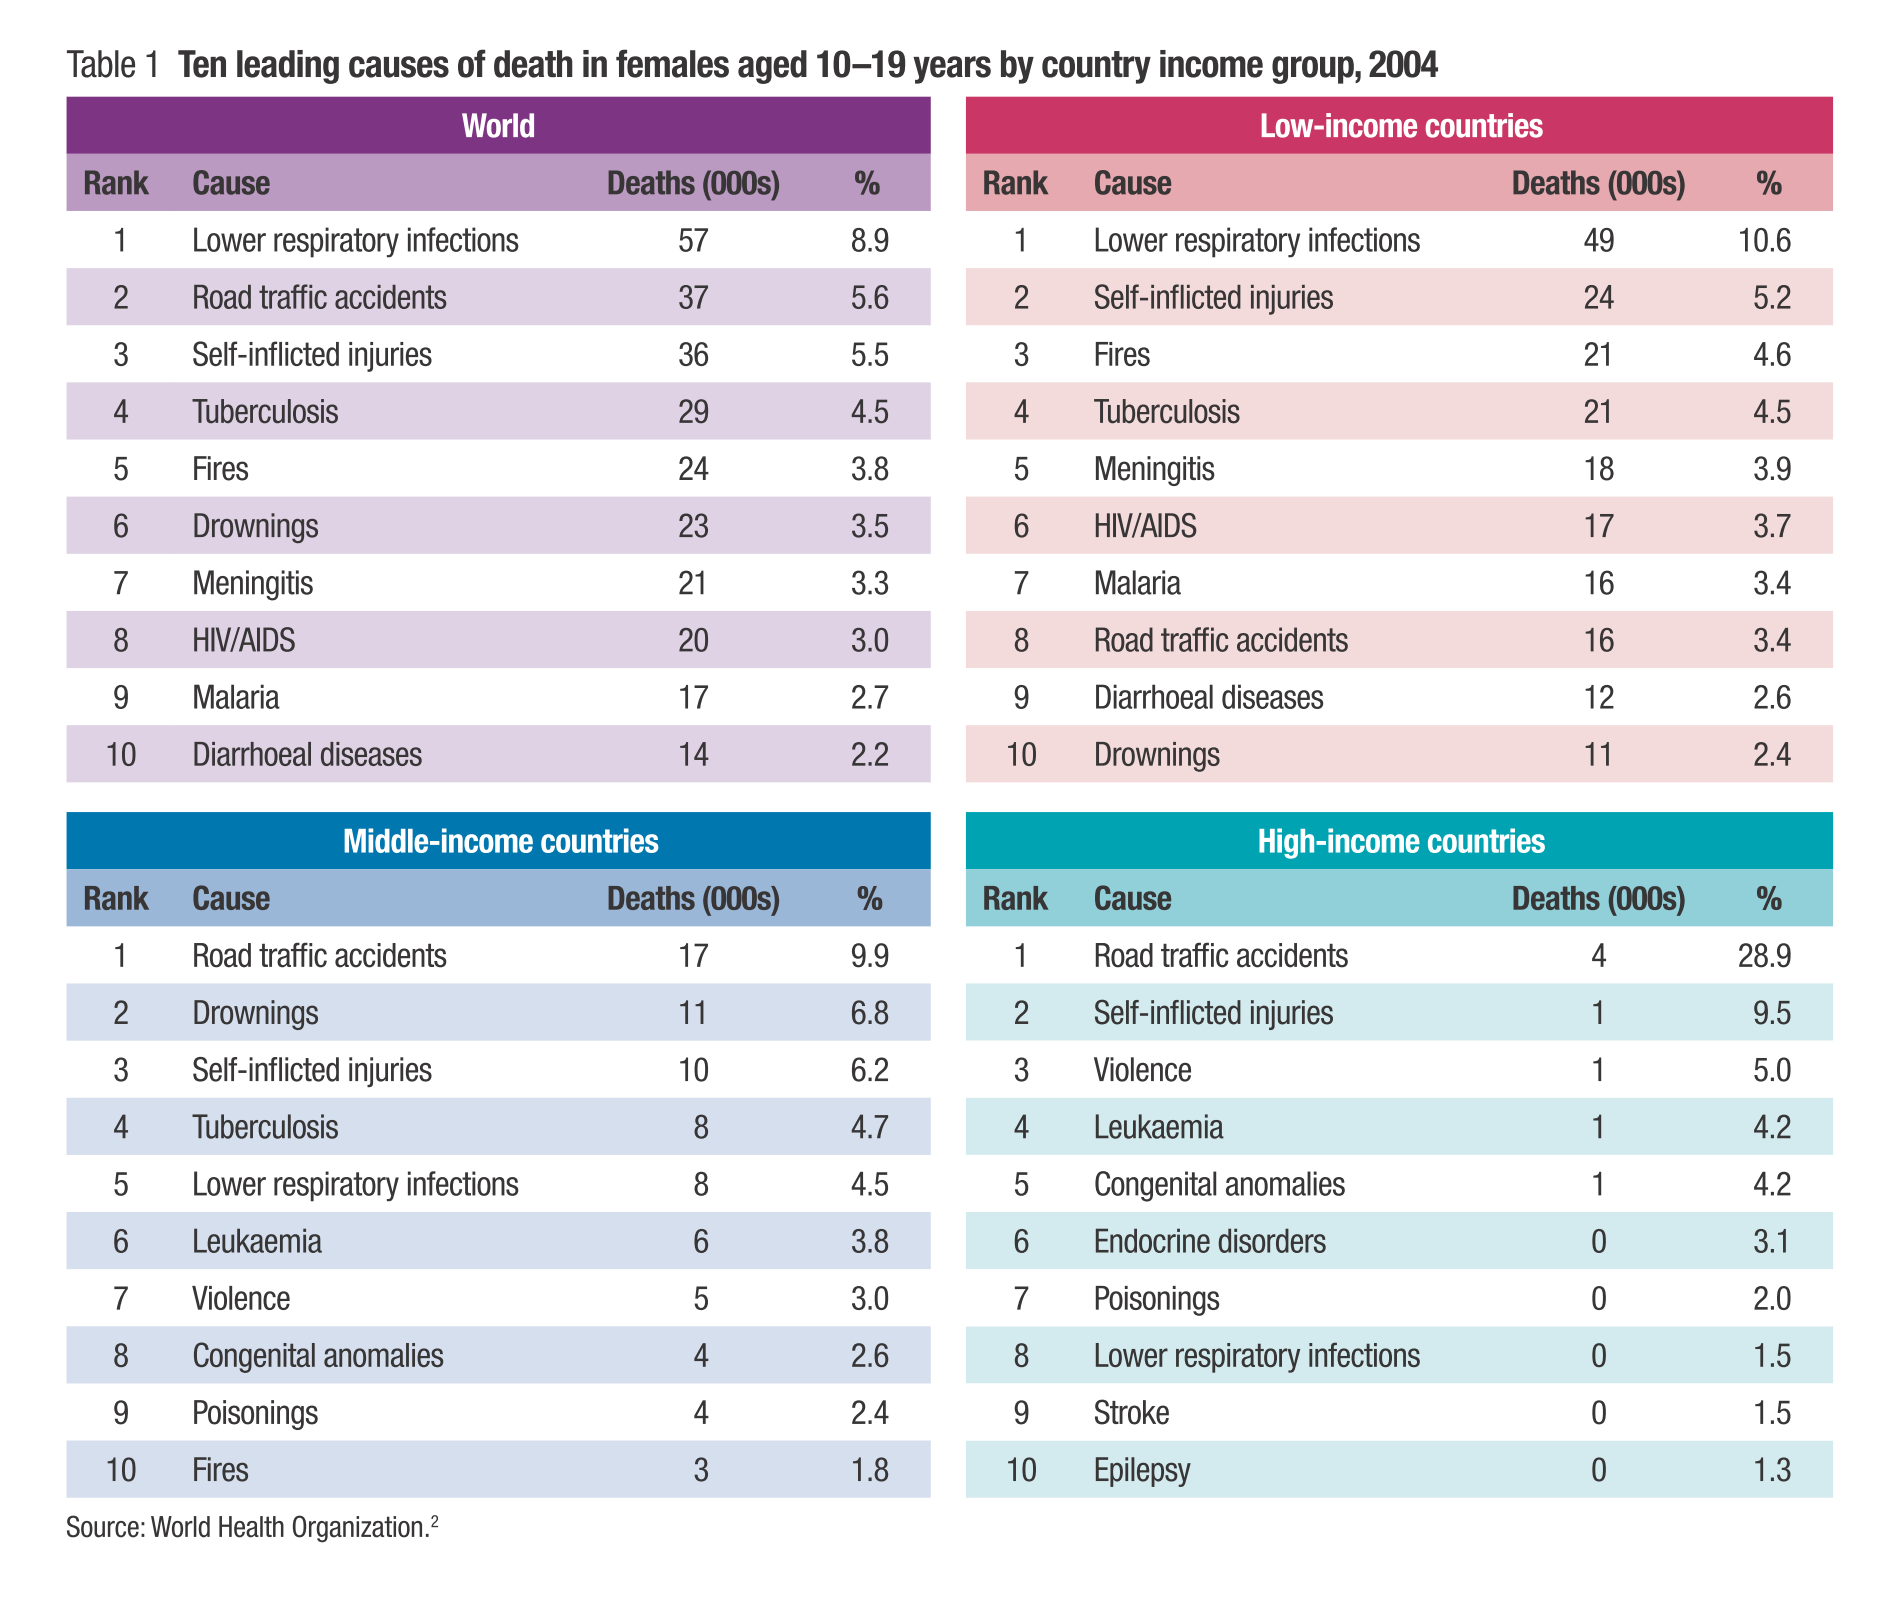 Table 1 Ten leading causes of death in females aged 10–19 years by country income group, 2004
World
Rank Cause Deaths (000s) %
1 Lower respiratory infections 57 8.9
2 Road traffic accidents 37 5.6
3 Self-inflicted injuries 36 5.5
4 Tuberculosis 29 4.5
5 Fires 24 3.8
6 Drownings 23 3.5
7 Meningitis 21 3.3
8 HIV/AIDS 20 3.0
9 Malaria 17 2.7
10 Diarrhoeal diseases 14 2.2
Low-income countries
Rank Cause Deaths (000s) %
1 Lower respiratory infections 49 10.6
2 Self-inflicted injuries 24 5.2
3 Fires 21 4.6
4 Tuberculosis 21 4.5
5 Meningitis 18 3.9
6 HIV/AIDS 17 3.7
7 Malaria 16 3.4
8 Road traffic accidents 16 3.4
9 Diarrhoeal diseases 12 2.6
10 Drownings 11 2.4
Middle-income countries
Rank Cause Deaths (000s) %
1 Road traffic accidents 17 9.9
2 Drownings 11 6.8
3 Self-inflicted injuries 10 6.2
4 Tuberculosis 8 4.7
5 Lower respiratory infections 8 4.5
6 Leukaemia 6 3.8
7 Violence 5 3.0
8 Congenital anomalies 4 2.6
9 Poisonings 4 2.4
10 Fires 3 1.8
High-income countries
Rank Cause Deaths (000s) %
1 Road traffic accidents 4 28.9
2 Self-inflicted injuries 1 9.5
3 Violence 1 5.0
4 Leukaemia 1 4.2
5 Congenital anomalies 1 4.2
6 Endocrine disorders 0 3.1
7 Poisonings 0 2.0
8 Lower respiratory infections 0 1.5
9 Stroke 0 1.5
10 Epilepsy 0 1.3
Source: World Health Organization.²